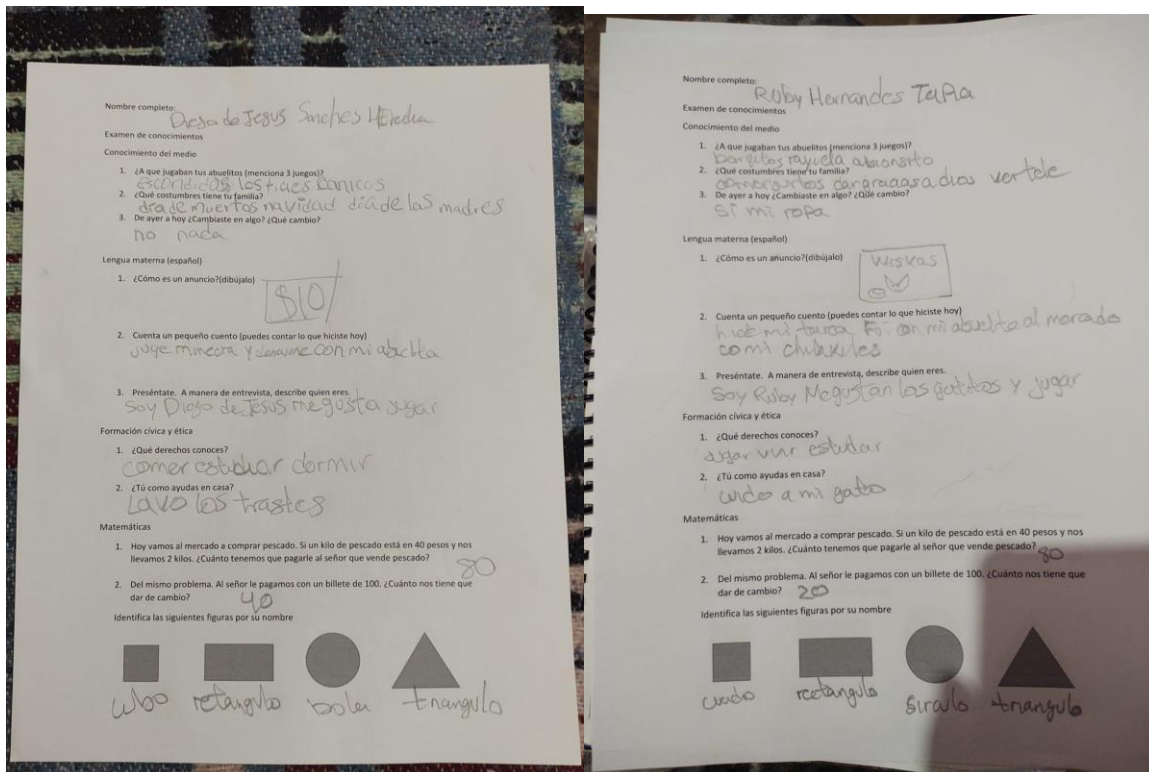 Nombre completo:
Diego de Jesus Sanches HEredia
Examen de conocimientos
Conocimiento del medio
1. ¿A que jugaban tus abuelitos (menciona 3 juegos)?
escondidas los traes canicas
2. ¿Qué costumbres tiene tu familia?
dia de muertos navidad dia de las madres
3. De ayer a hoy ¿Cambiaste en algo? ¿Qué cambio?
no nada
Lengua materna (español)
1. ¿Cómo es un anuncio?(dibújalo)
$10
2. Cuenta un pequeño cuento (puedes contar lo que hiciste hoy)
juge minecra y con mi
3. Preséntate. A manera de entrevista, describe quien eres.
Soy Diego de Jesus me gusta jugar
Formación cívica y ética
1. ¿Qué derechos conoces?
comer estudiar dormir
2. ¿Tú como ayudas en casa?
Lavo los trastes
Matemáticas
1. Hoy vamos al mercado a comprar pescado. Si un kilo de pescado está en 40 pesos y nos
llevamos 2 kilos. ¿Cuánto tenemos que pagarle al señor que vende pescado?
80
2. Del mismo problema. Al señor le pagamos con un billete de 100. ¿Cuánto nos tiene que
dar de cambio? 40
Identifica las siguientes figuras por su nombre
cubo retangulo bola triangulo
Nombre completo:
Ruby Hernandes TaPia
Examen de conocimientos
Conocimiento del medio
1. ¿A que jugaban tus abuelitos (menciona 3 juegos)?
barquitos rayuela abionsito
2. ¿Qué costumbres tiene tu familia?
dar a dios
3. De ayer a hoy ¿Cambiaste en algo? ¿Qué cambio?
Si mi ropa
Lengua materna (español)
1. ¿Cómo es un anuncio?(dibújalo)
Wiskas
2. Cuenta un pequeño cuento (puedes contar lo que hiciste hoy)
hice mi tarea Fui con mi abuelto al mercado
comi chilakiles
3. Preséntate. A manera de entrevista, describe quien eres.
Soy Ruby Megustan los gatitos y jugar
Formación cívica y ética
1. ¿Qué derechos conoces?
jugar vivir estudar
2. ¿Tú como ayudas en casa?
cuido a mi gato
Matemáticas
1. Hoy vamos al mercado a comprar pescado. Si un kilo de pescado está en 40 pesos y nos
llevamos 2 kilos. ¿Cuánto tenemos que pagarle al señor que vende pescado?
80
2. Del mismo problema. Al señor le pagamos con un billete de 100. ¿Cuánto nos tiene que
dar de cambio? 20
Identifica las siguientes figuras por su nombre
rectangulo sirculo triangulo